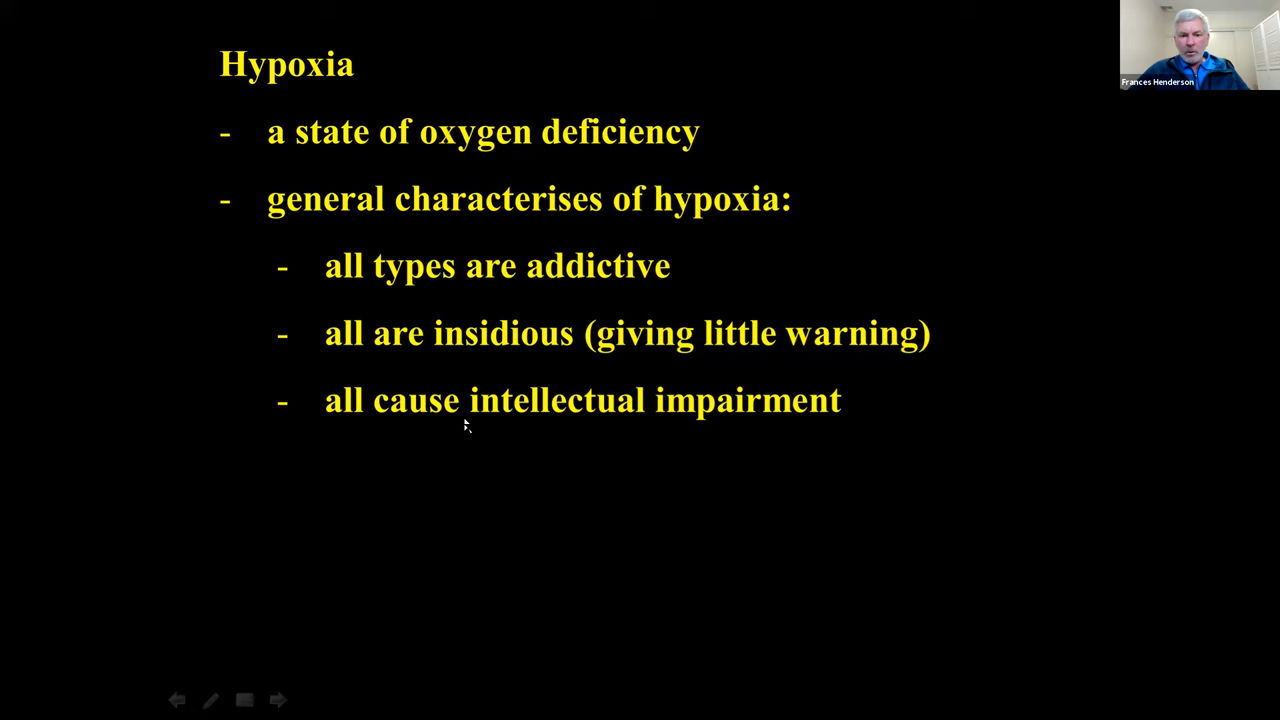 Hypoxia
- a state of oxygen deficiency
- general characterises of hypoxia:
- all types are addictive
- all are insidious (giving little warning)
- all cause intellectual impairment
Frances Henderson